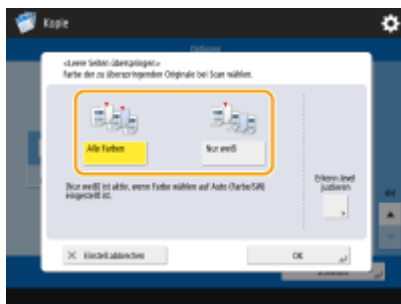 Kopie
Optionen
<Leere Seiten überspringen>
Farbe der zu überspringenden Originale bei Scan wählen.
Alle Farben
Nur weiß
[Nur weiß] ist aktiv, wenn Farbe wählen auf Auto (Farbe/SW)
eingestellt ist.
Erkenn.level
justieren
Einstell.abbrechen
OK